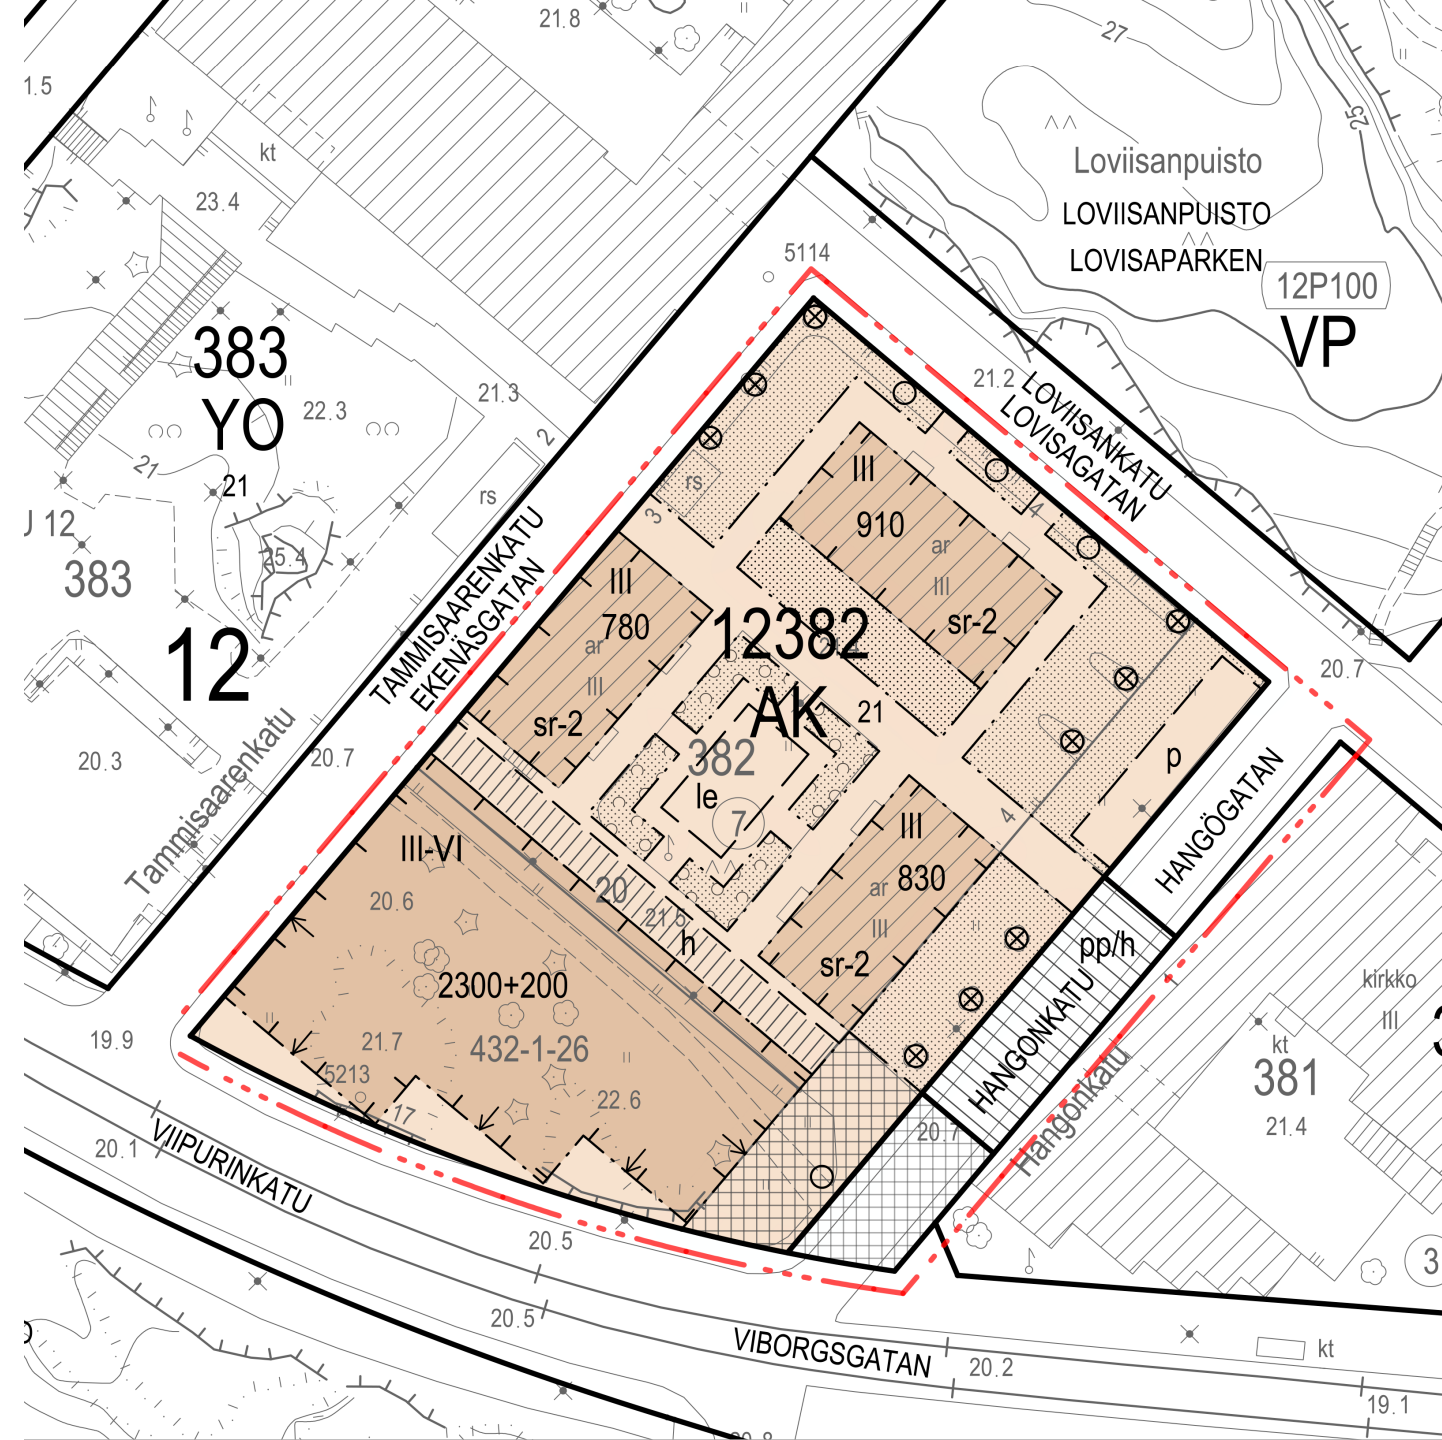 21.8
27
1.5
25
kt
Loviisanpuisto
23.4
LOVIISANPUISTO
5114
LOVISAPARKEN
12P100
383
VP
21.2
LOVIISANKATU
LOVISAGATAN
21.3
YO
22.3
2
21
21
III
rs
rs
3
4
910
J 12
ar
25.4
TAMMISAARENKATU
EKENÄSGATAN
383
III
III
780
12382
sr-2
ar
12
20.7
III
AK
21
sr-2
Tammisaarenkatu
20.3
20.7
382
p
le
HANGÖGATAN
7
4
III
III-VI
830
ar
20
20.6
21.5
III
h
pp/h
sr-2
kirkko
2300+200
III
HANGONKATU
19.9
21.7
432-1-26
kt
381
5213
22.6
17
Hangonkatu
20.7
21.4
20.1
VIIPURINKATU
20.5
3
20.5
VIBORGSGATAN
kt
20.2
19.1